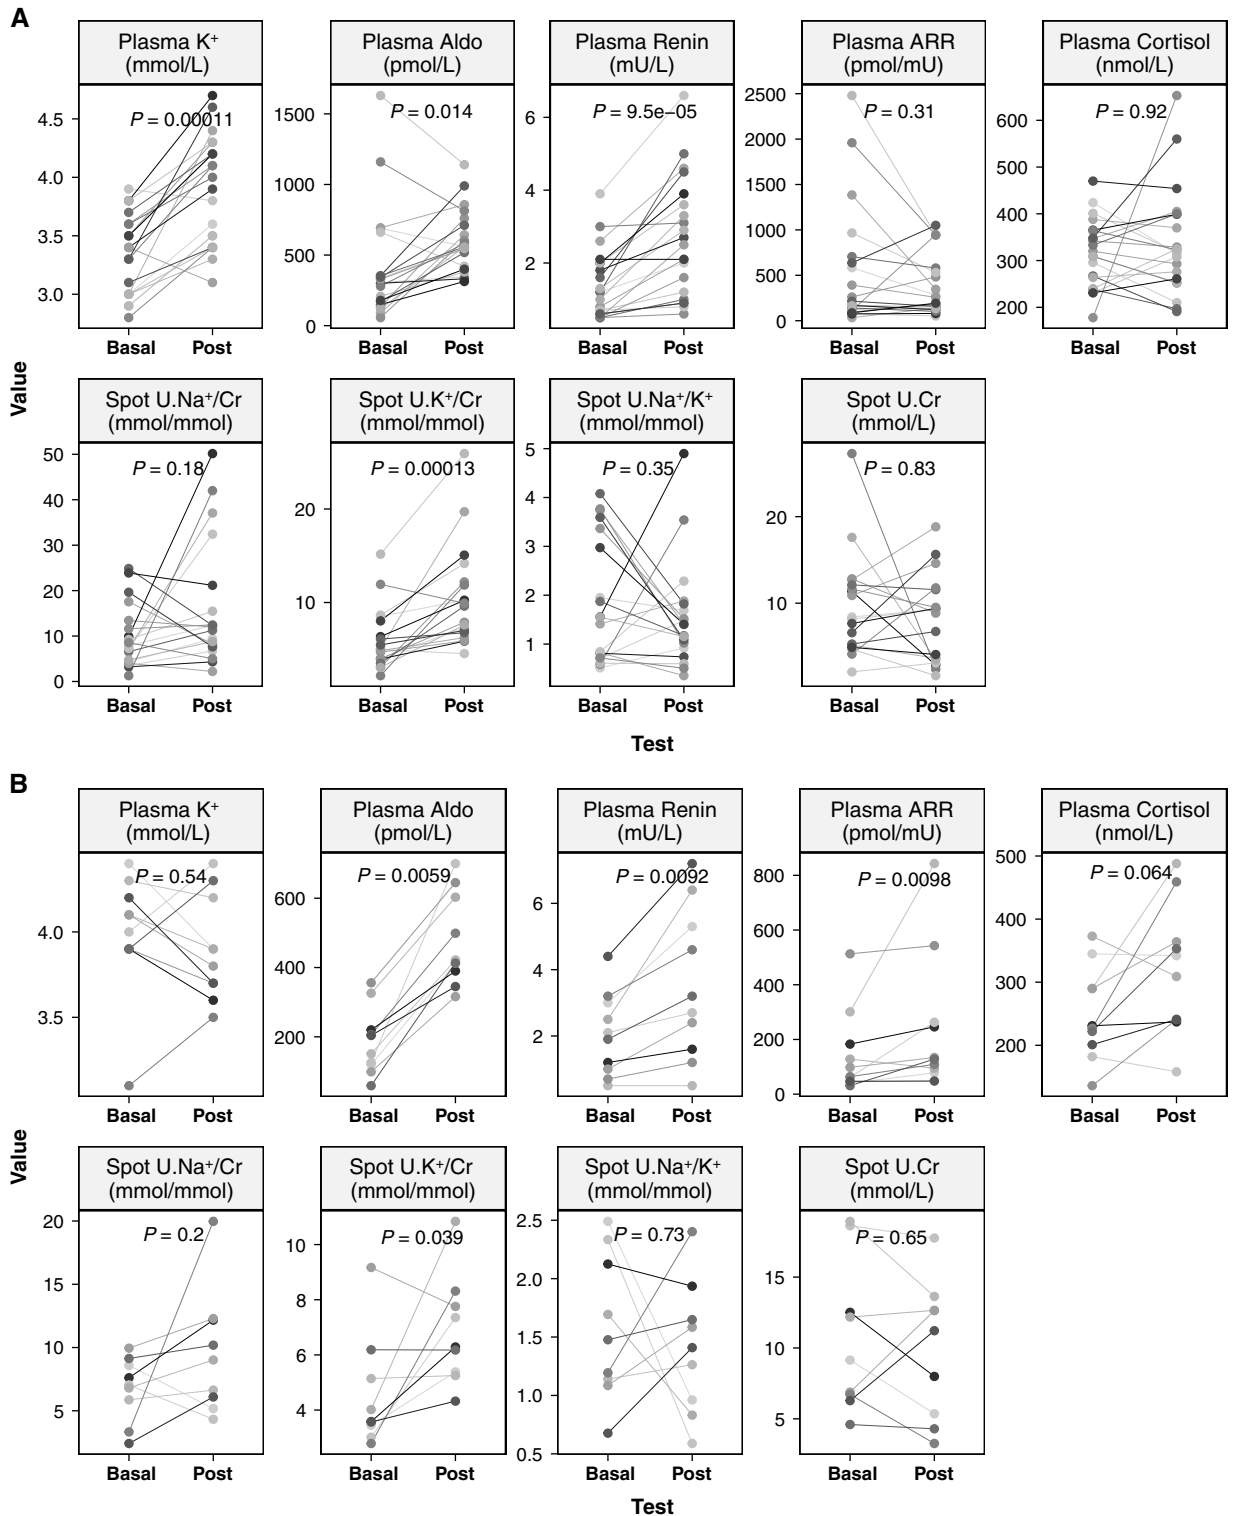 A
Plasma K⁺
(mmol/L)
Plasma Aldo
(pmol/L)
Plasma Renin
(mU/L)
Plasma ARR
(pmol/mU)
Plasma Cortisol
(nmol/L)
P = 0.00011
P = 0.014
P = 9.5e−05
P = 0.31
P = 0.92
4.5
4.0
3.5
3.0
1500
1000
500
0
6
4
2
2500
2000
1500
1000
500
0
600
500
400
300
200
Basal Post
Basal Post
Basal Post
Basal Post
Basal Post
Value
Spot U.Na⁺/Cr
(mmol/mmol)
Spot U.K⁺/Cr
(mmol/mmol)
Spot U.Na⁺/K⁺
(mmol/mmol)
Spot U.Cr
(mmol/L)
P = 0.18
P = 0.00013
P = 0.35
P = 0.83
50
40
30
20
10
0
20
10
5
4
3
2
1
20
10
Basal Post
Basal Post
Basal Post
Basal Post
Test
B
Plasma K⁺
(mmol/L)
Plasma Aldo
(pmol/L)
Plasma Renin
(mU/L)
Plasma ARR
(pmol/mU)
Plasma Cortisol
(nmol/L)
P = 0.54
P = 0.0059
P = 0.0092
P = 0.0098
P = 0.064
4.0
3.5
600
400
200
6
4
2
800
600
400
200
0
500
400
300
200
Basal Post
Basal Post
Basal Post
Basal Post
Basal Post
Value
Spot U.Na⁺/Cr
(mmol/mmol)
Spot U.K⁺/Cr
(mmol/mmol)
Spot U.Na⁺/K⁺
(mmol/mmol)
Spot U.Cr
(mmol/L)
P = 0.2
P = 0.039
P = 0.73
P = 0.65
20
15
10
5
10
8
6
4
2.5
2.0
1.5
1.0
0.5
15
10
5
Basal Post
Basal Post
Basal Post
Basal Post
Test